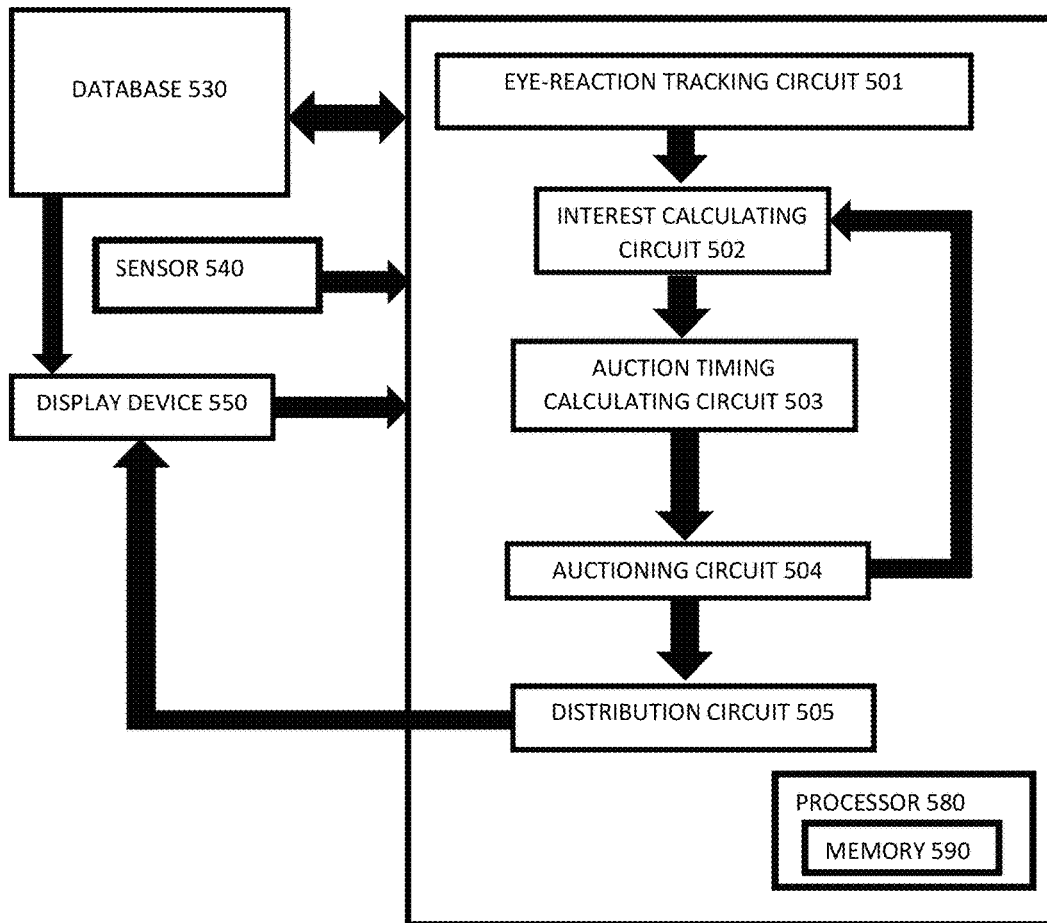 DATABASE 530
SENSOR 540
DISPLAY DEVICE 550
EYE-REACTION TRACKING CIRCUIT 501
INTEREST CALCULATING
CIRCUIT 502
AUCTION TIMING
CALCULATING CIRCUIT 503
AUCTIONING CIRCUIT 504
DISTRIBUTION CIRCUIT 505
PROCESSOR 580
MEMORY 590